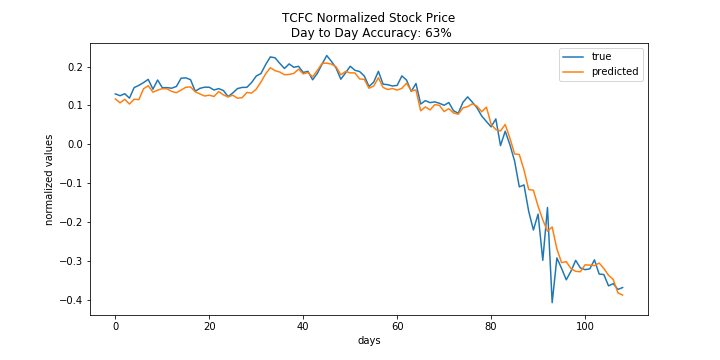 TCFC Normalized Stock Price
Day to Day Accuracy: 63%
true
predicted
normalized values
0.2
0.1
0.0
−0.1
−0.2
−0.3
−0.4
0
20
40
60
80
100
days